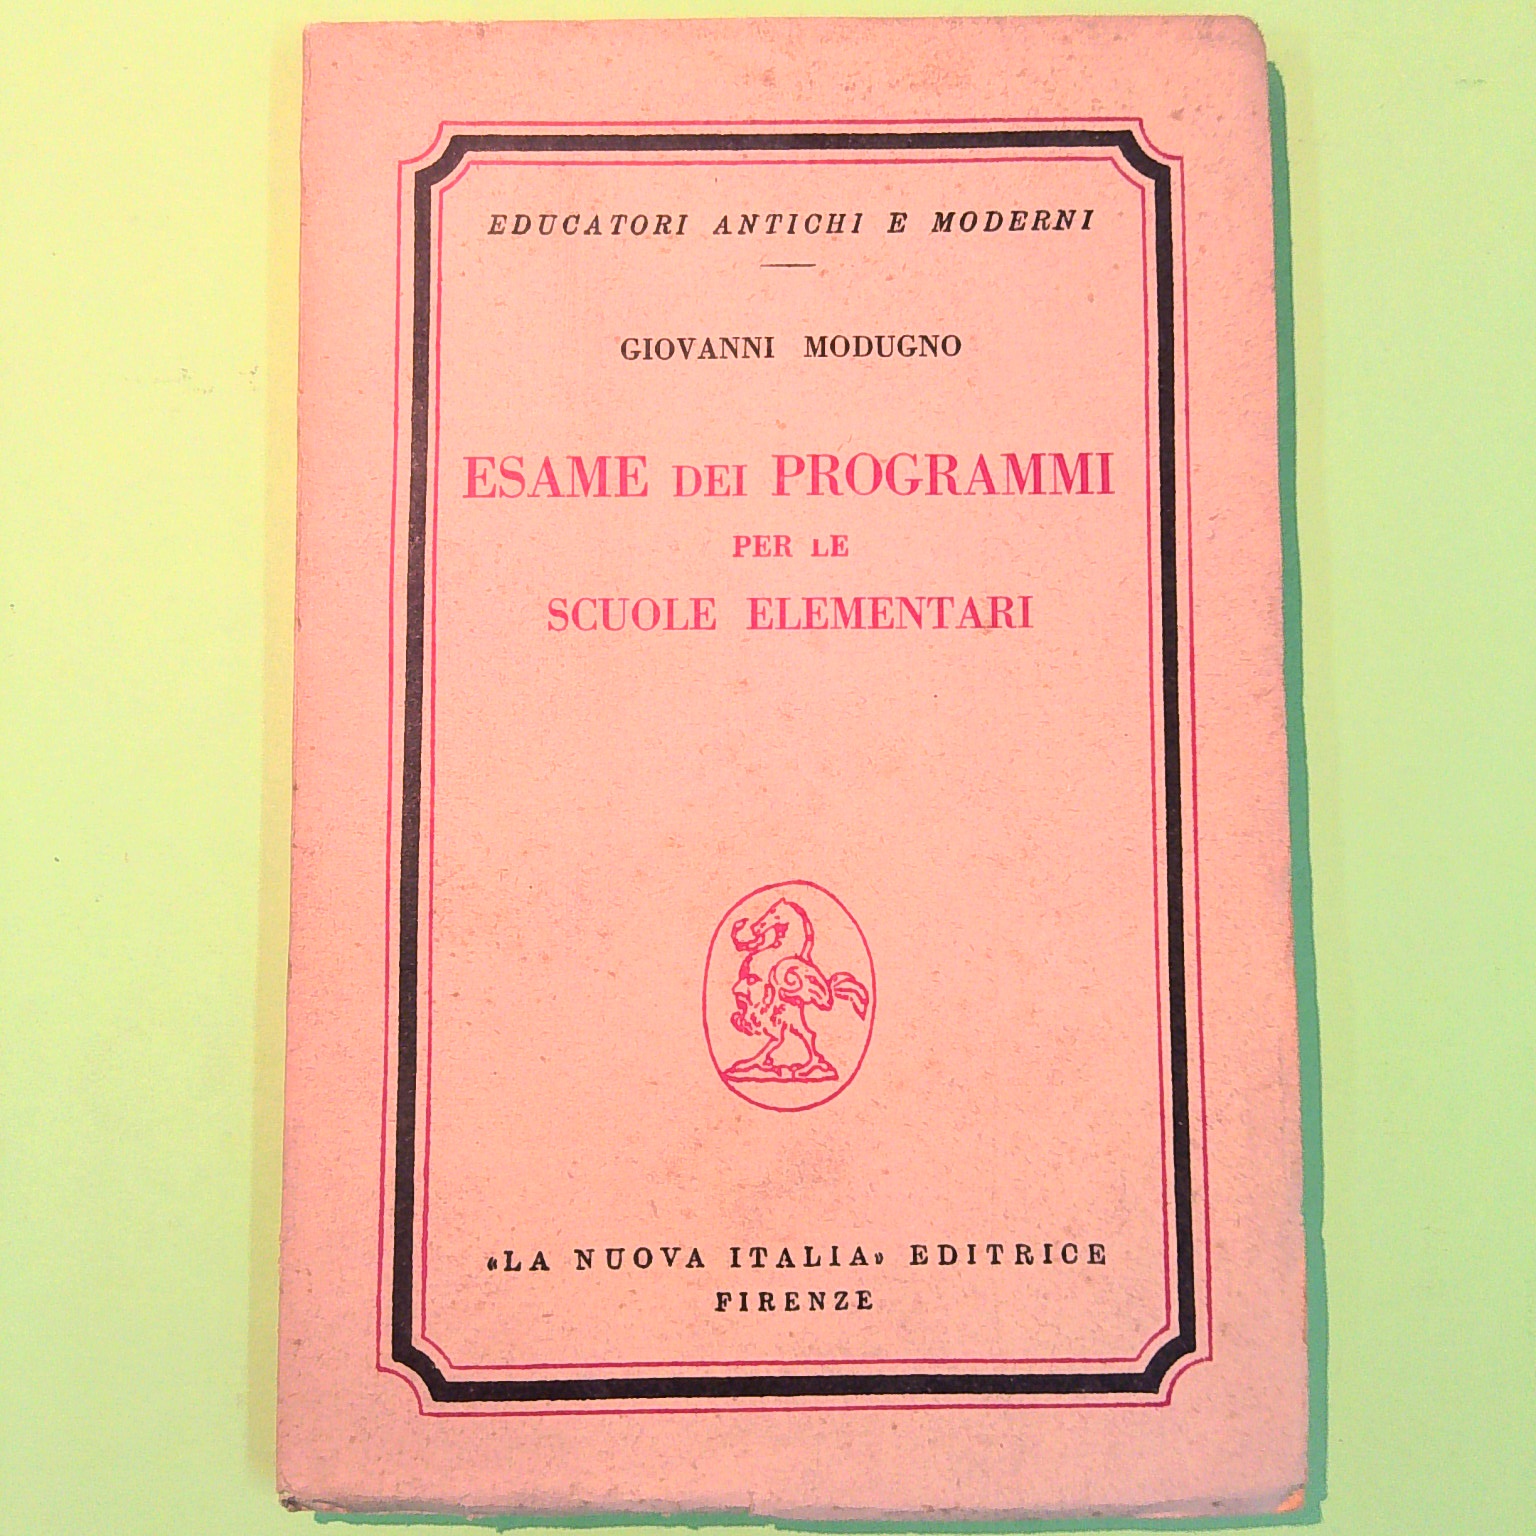 EDUCATORI ANTICHI E MODERNI
GIOVANNI MODUGNO
ESAME DEI PROGRAMMI
PER LE
SCUOLE ELEMENTARI
«LA NUOVA ITALIA» EDITRICE
FIRENZE